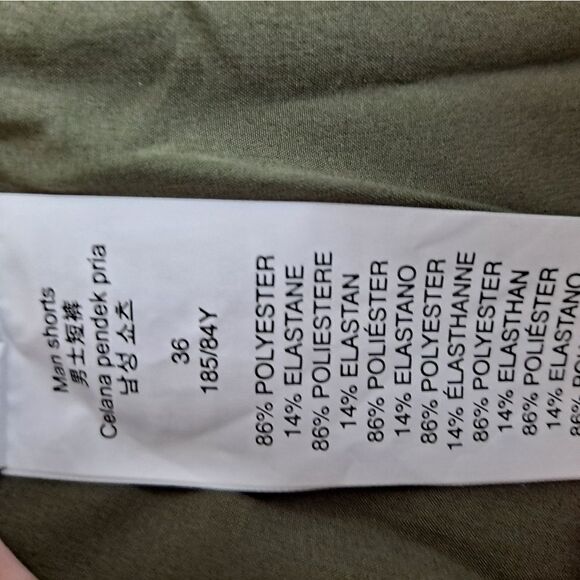 Man shorts
男士短裤
Celana pendek pria
남성 쇼츠
36
185/84Y
86% POLYESTER
14% ELASTANE
86% POLIESTERE
14% ELASTAN
86% POLIÉSTER
14% ELASTANO
86% POLYESTER
14% ÉLASTHANNE
86% POLYESTER
14% ELASTHAN
86% POLIÉSTER
14% ELASTANO
86%